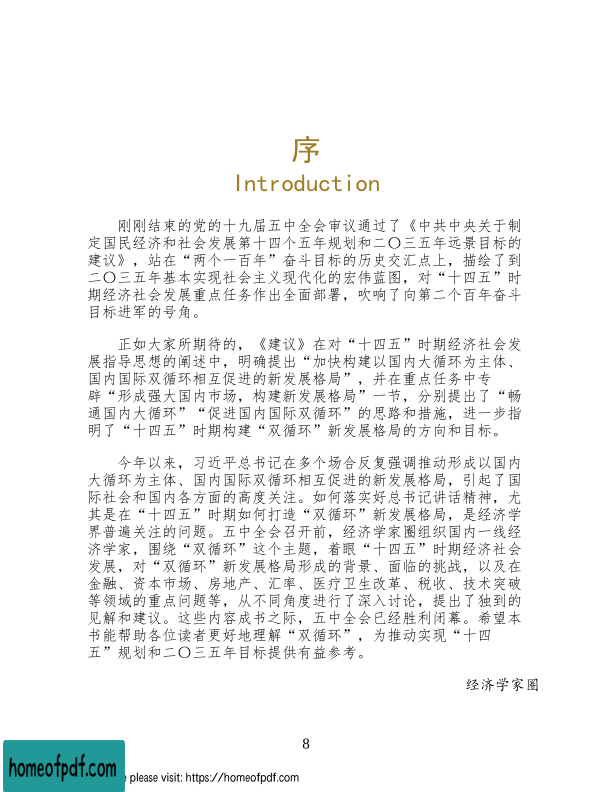 序
Introduction
刚刚结束的党的十九届五中全会审议通过了《中共中央关于制
定国民经济和社会发展第十四个五年规划和二〇三五年远景目标的
建议》，站在“两个一百年”奋斗目标的历史交汇点上，描绘了到
二〇三五年基本实现社会主义现代化的宏伟蓝图，对“十四五”时
期经济社会发展重点任务作出全面部署，吹响了向第二个百年奋斗
目标进军的号角。
正如大家所期待的，《建议》在对“十四五”时期经济社会发
展指导思想的阐述中，明确提出“加快构建以国内大循环为主体、
国内国际双循环相互促进的新发展格局”，并在重点任务中专
辟“形成强大国内市场，构建新发展格局”一节，分别提出了“畅
通国内大循环”“促进国内国际双循环”的思路和措施，进一步指
明了“十四五”时期构建“双循环”新发展格局的方向和目标。
今年以来，习近平总书记在多个场合反复强调推动形成以国内
大循环为主体、国内国际双循环相互促进的新发展格局，引起了国
际社会和国内各方面的高度关注。如何落实好总书记讲话精神，尤
其是在“十四五”时期如何打造“双循环”新发展格局，是经济学
界普遍关注的问题。五中全会召开前，经济学家圈组织国内一线经
济学家，围绕“双循环”这个主题，着眼“十四五”时期经济社会
发展，对“双循环”新发展格局形成的背景、面临的挑战，以及在
金融、资本市场、房地产、汇率、医疗卫生改革、税收、技术突破
等领域的重点问题等，从不同角度进行了深入讨论，提出了独到的
见解和建议。这些内容成书之际，五中全会已经胜利闭幕。希望本
书能帮助各位读者更好地理解“双循环”，为推动实现“十四
五”规划和二〇三五年目标提供有益参考。
经济学家圈
8
homeofpdf.com
please visit: https://homeofpdf.com